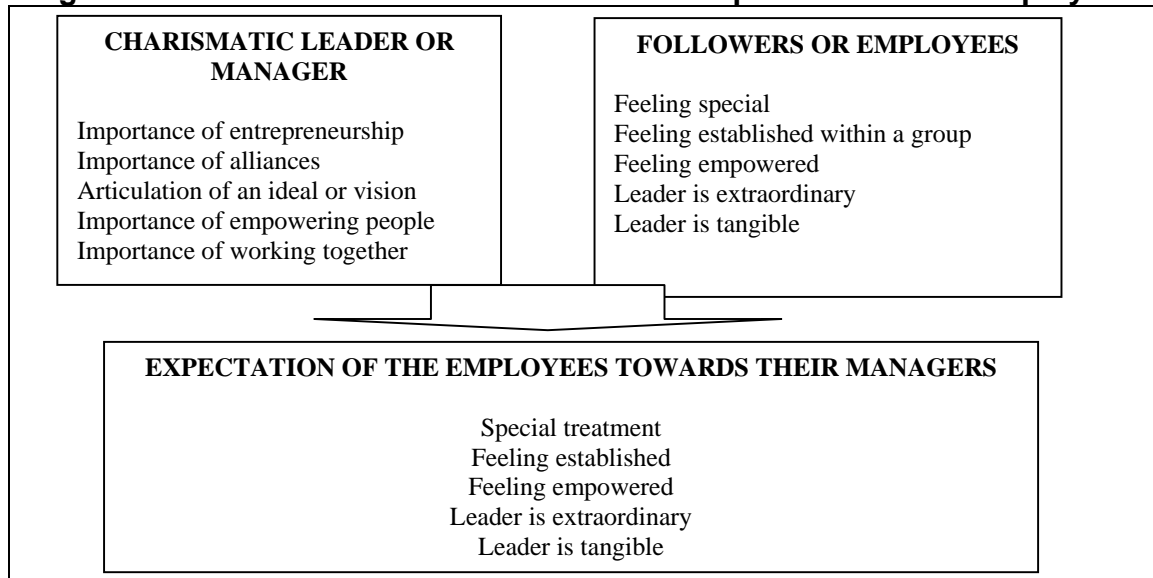 CHARISMATIC LEADER OR
MANAGER
Importance of entrepreneurship
Importance of alliances
Articulation of an ideal or vision
Importance of empowering people
Importance of working together
FOLLOWERS OR EMPLOYEES
Feeling special
Feeling established within a group
Feeling empowered
Leader is extraordinary
Leader is tangible
EXPECTATION OF THE EMPLOYEES TOWARDS THEIR MANAGERS
Special treatment
Feeling established
Feeling empowered
Leader is extraordinary
Leader is tangible